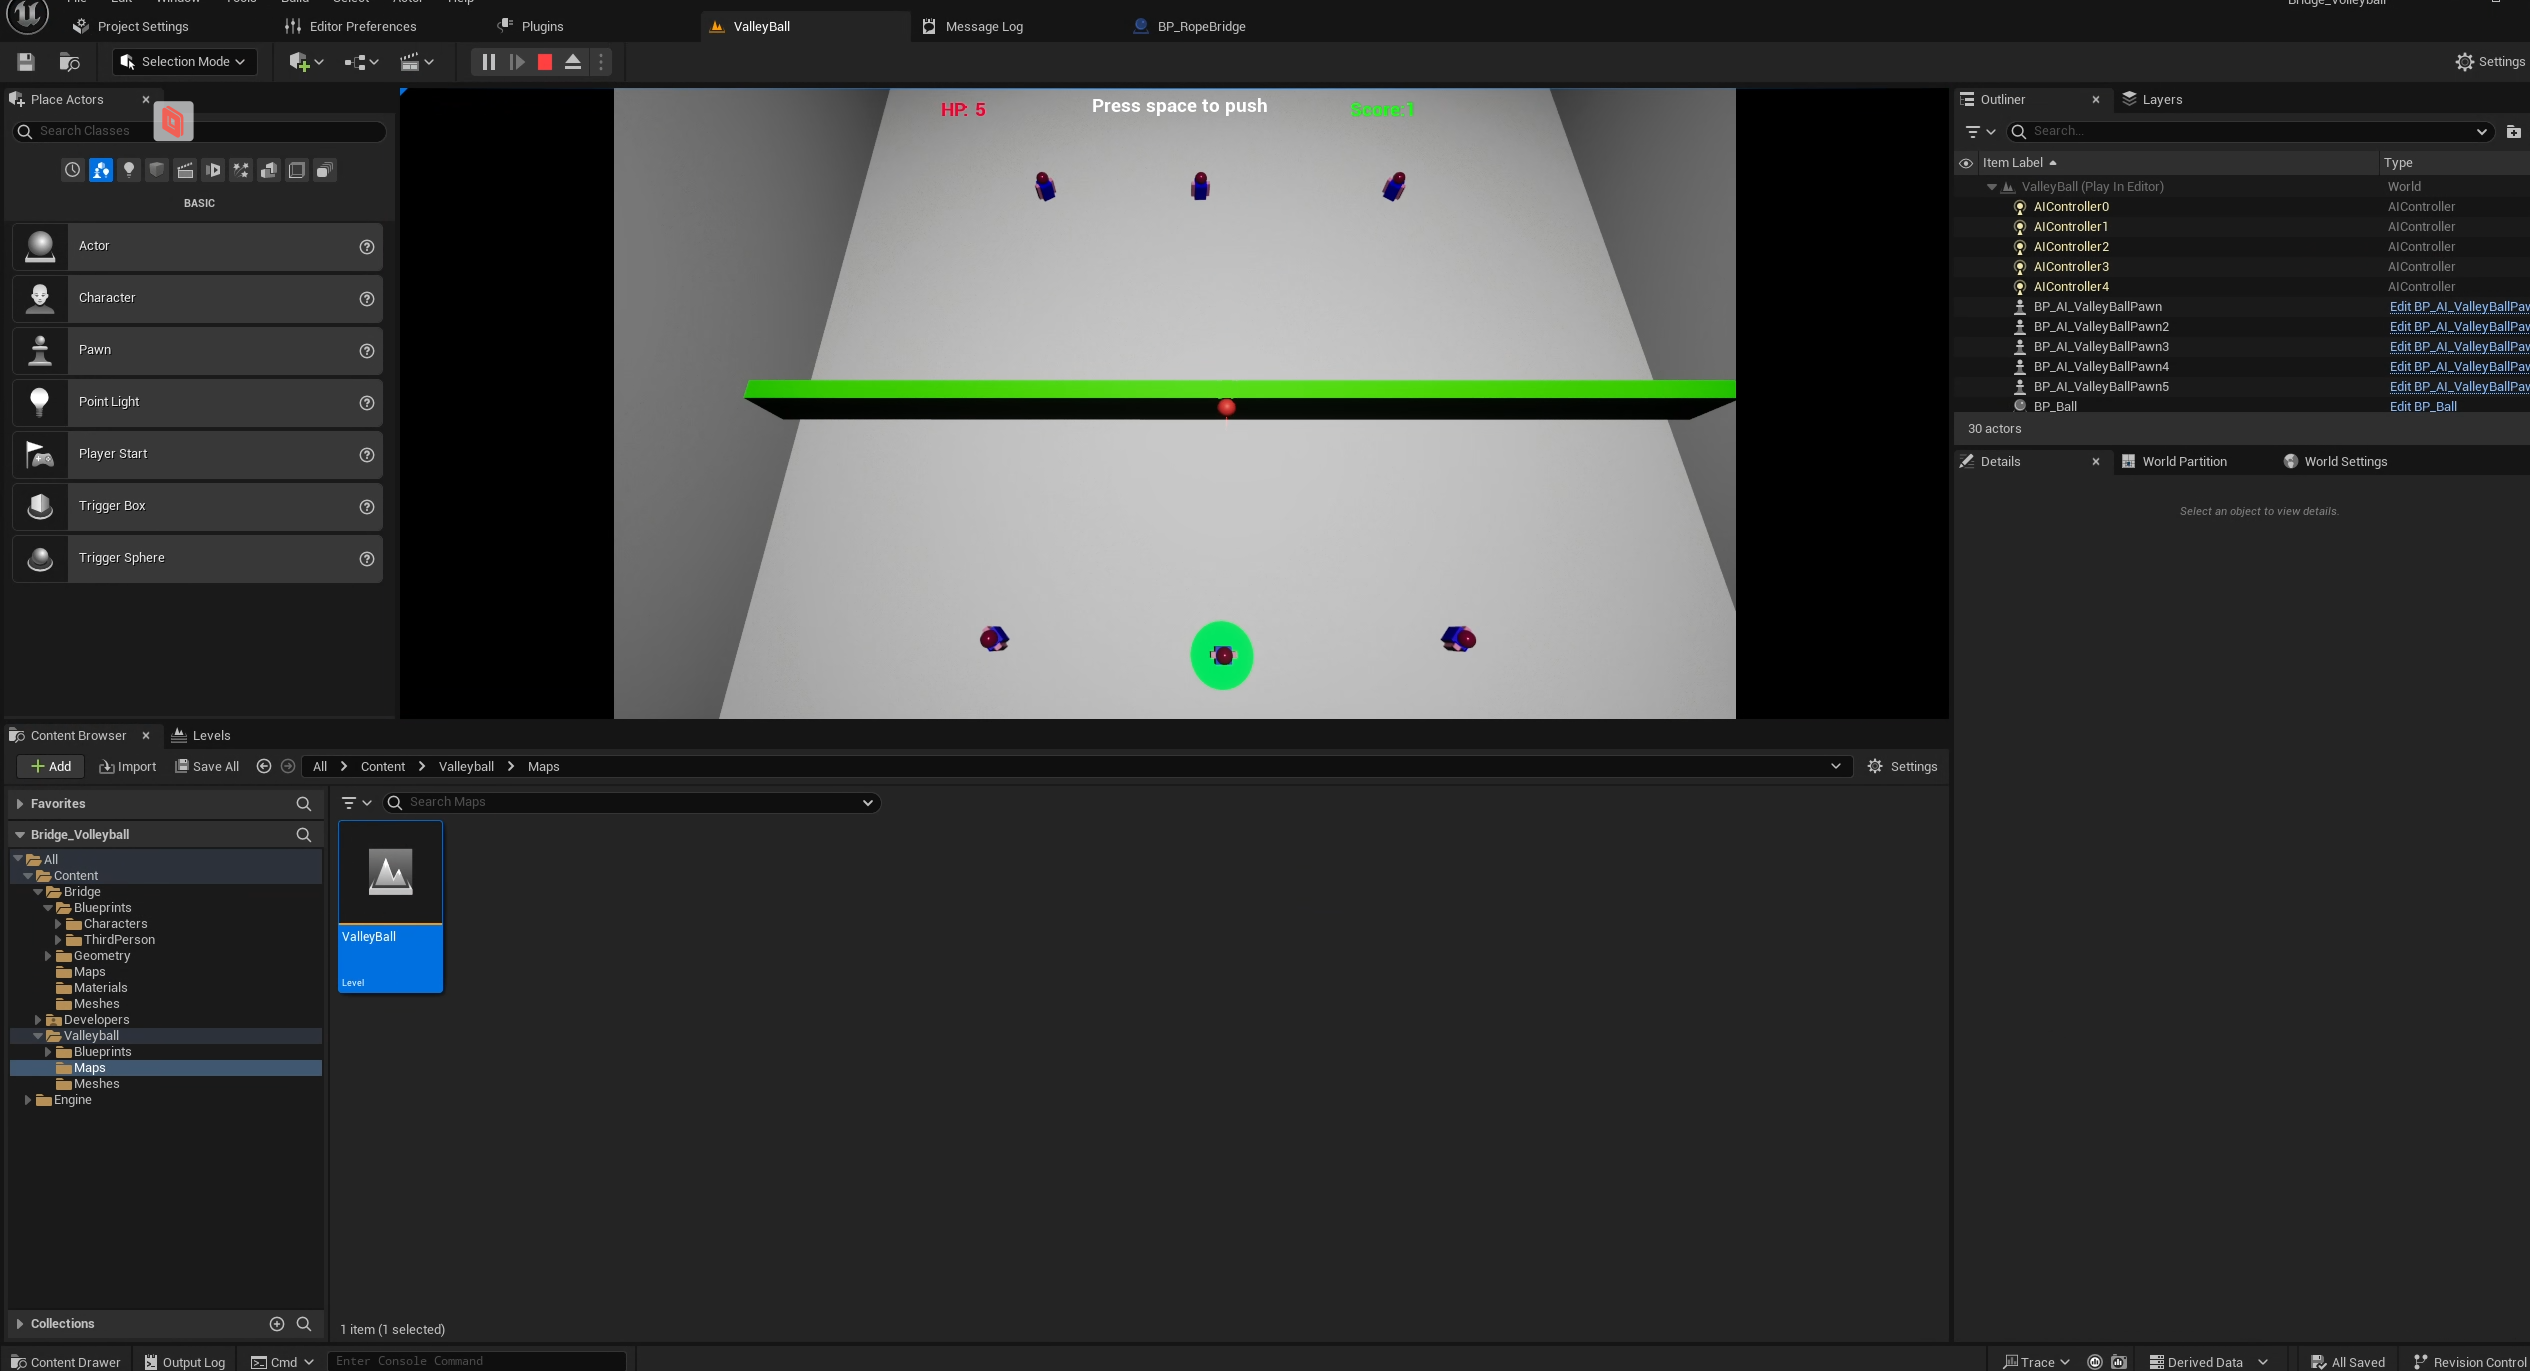 Bridge_Volleyball
Project Settings
Editor Preferences
Plugins
ValleyBall
Message Log
BP_RopeBridge
Selection Mode
Settings
Place Actors
Search Classes
BASIC
Actor
Character
Pawn
Point Light
Player Start
Trigger Box
Trigger Sphere
HP: 5
Press space to push
Score:1
Outliner
Layers
Search...
Item Label
Type
ValleyBall (Play In Editor)
World
AIController0
AIController
AIController1
AIController
AIController2
AIController
AIController3
AIController
AIController4
AIController
BP_AI_ValleyBallPawn
Edit BP_AI_ValleyBallPaw
BP_AI_ValleyBallPawn2
Edit BP_AI_ValleyBallPaw
BP_AI_ValleyBallPawn3
Edit BP_AI_ValleyBallPaw
BP_AI_ValleyBallPawn4
Edit BP_AI_ValleyBallPaw
BP_AI_ValleyBallPawn5
Edit BP_AI_ValleyBallPaw
BP_Ball
Edit BP_Ball
30 actors
Details
World Partition
World Settings
Select an object to view details.
Content Browser
Levels
Add
Import
Save All
All
Content
Valleyball
Maps
Settings
Favorites
Search Maps
Bridge_Volleyball
All
Content
Bridge
Blueprints
Characters
ThirdPerson
Geometry
Maps
Materials
Meshes
Developers
Valleyball
Blueprints
Maps
Meshes
Engine
ValleyBall
Level
Collections
1 item (1 selected)
Content Drawer
Output Log
Cmd
Enter Console Command
Trace
Derived Data
All Saved
Revision Control